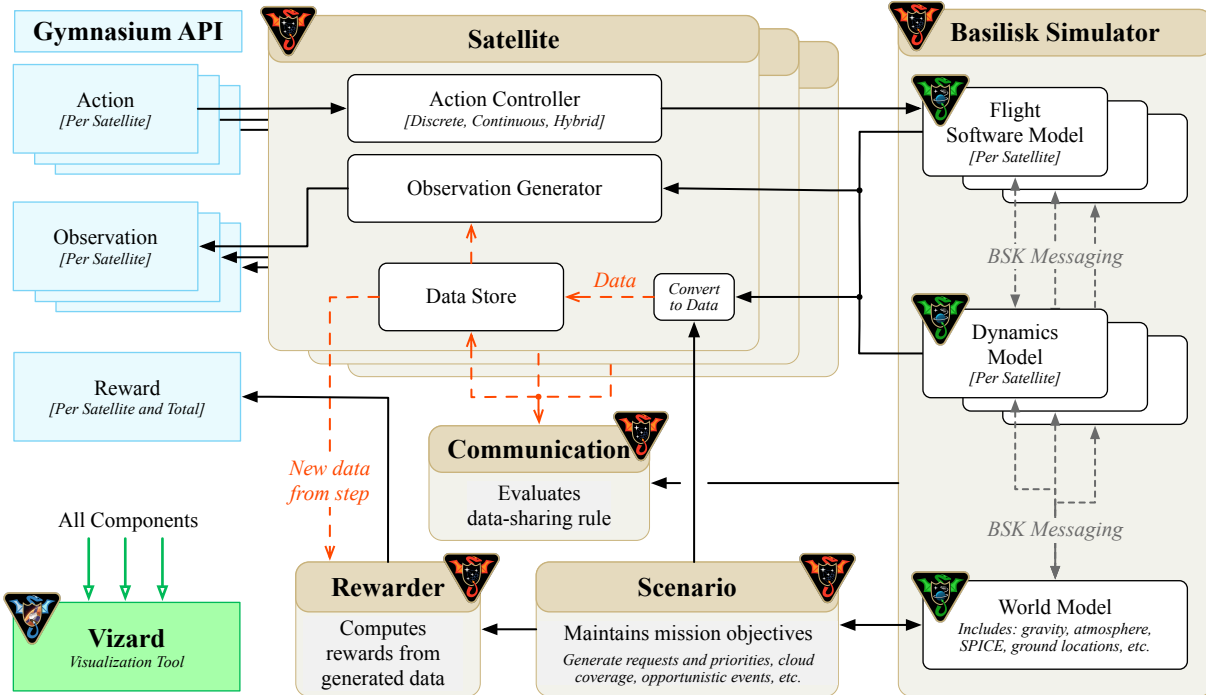 Gymnasium API
Action
[Per Satellite]
Observation
[Per Satellite]
Reward
[Per Satellite and Total]
All Components
Vizard
Visualization Tool
Satellite
Action Controller
[Discrete, Continuous, Hybrid]
Observation Generator
Data Store
Data
Convert
to Data
New data
from step
Communication
Evaluates
data-sharing rule
Rewarder
Computes
rewards from
generated data
Scenario
Maintains mission objectives
Generate requests and priorities, cloud
coverage, opportunistic events, etc.
Basilisk Simulator
Flight
Software Model
[Per Satellite]
BSK Messaging
Dynamics
Model
[Per Satellite]
BSK Messaging
World Model
Includes: gravity, atmosphere,
SPICE, ground locations, etc.